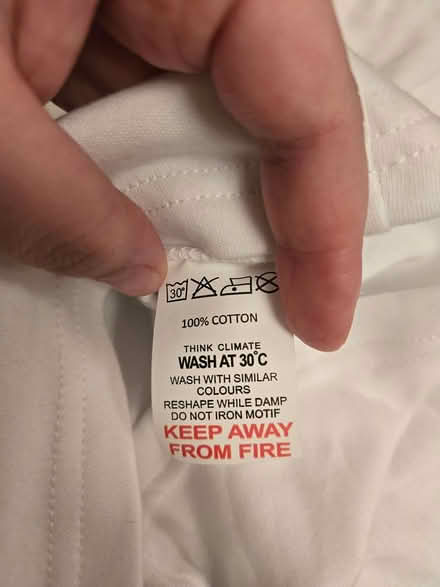 30°
100% COTTON
THINK CLIMATE
WASH AT 30°C
WASH WITH SIMILAR
COLOURS
RESHAPE WHILE DAMP
DO NOT IRON MOTIF
KEEP AWAY
FROM FIRE